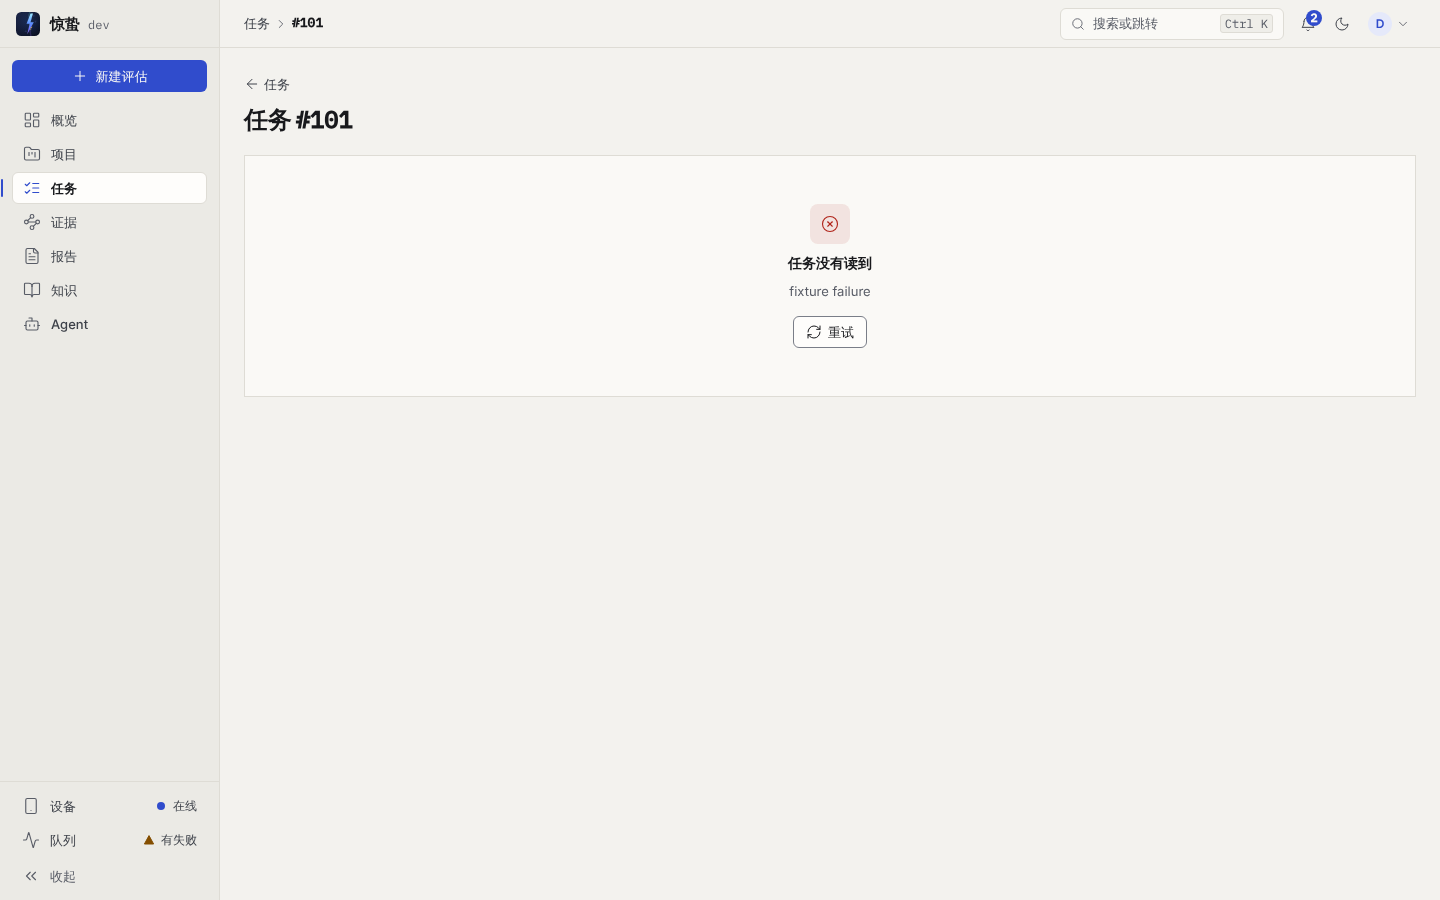 惊蛰 dev
任务 > #101
搜索或跳转 Ctrl K
2
D
新建评估
概览
项目
任务
证据
报告
知识
Agent
任务
任务 #101
任务没有读到
fixture failure
重试
设备 在线
队列 有失败
收起